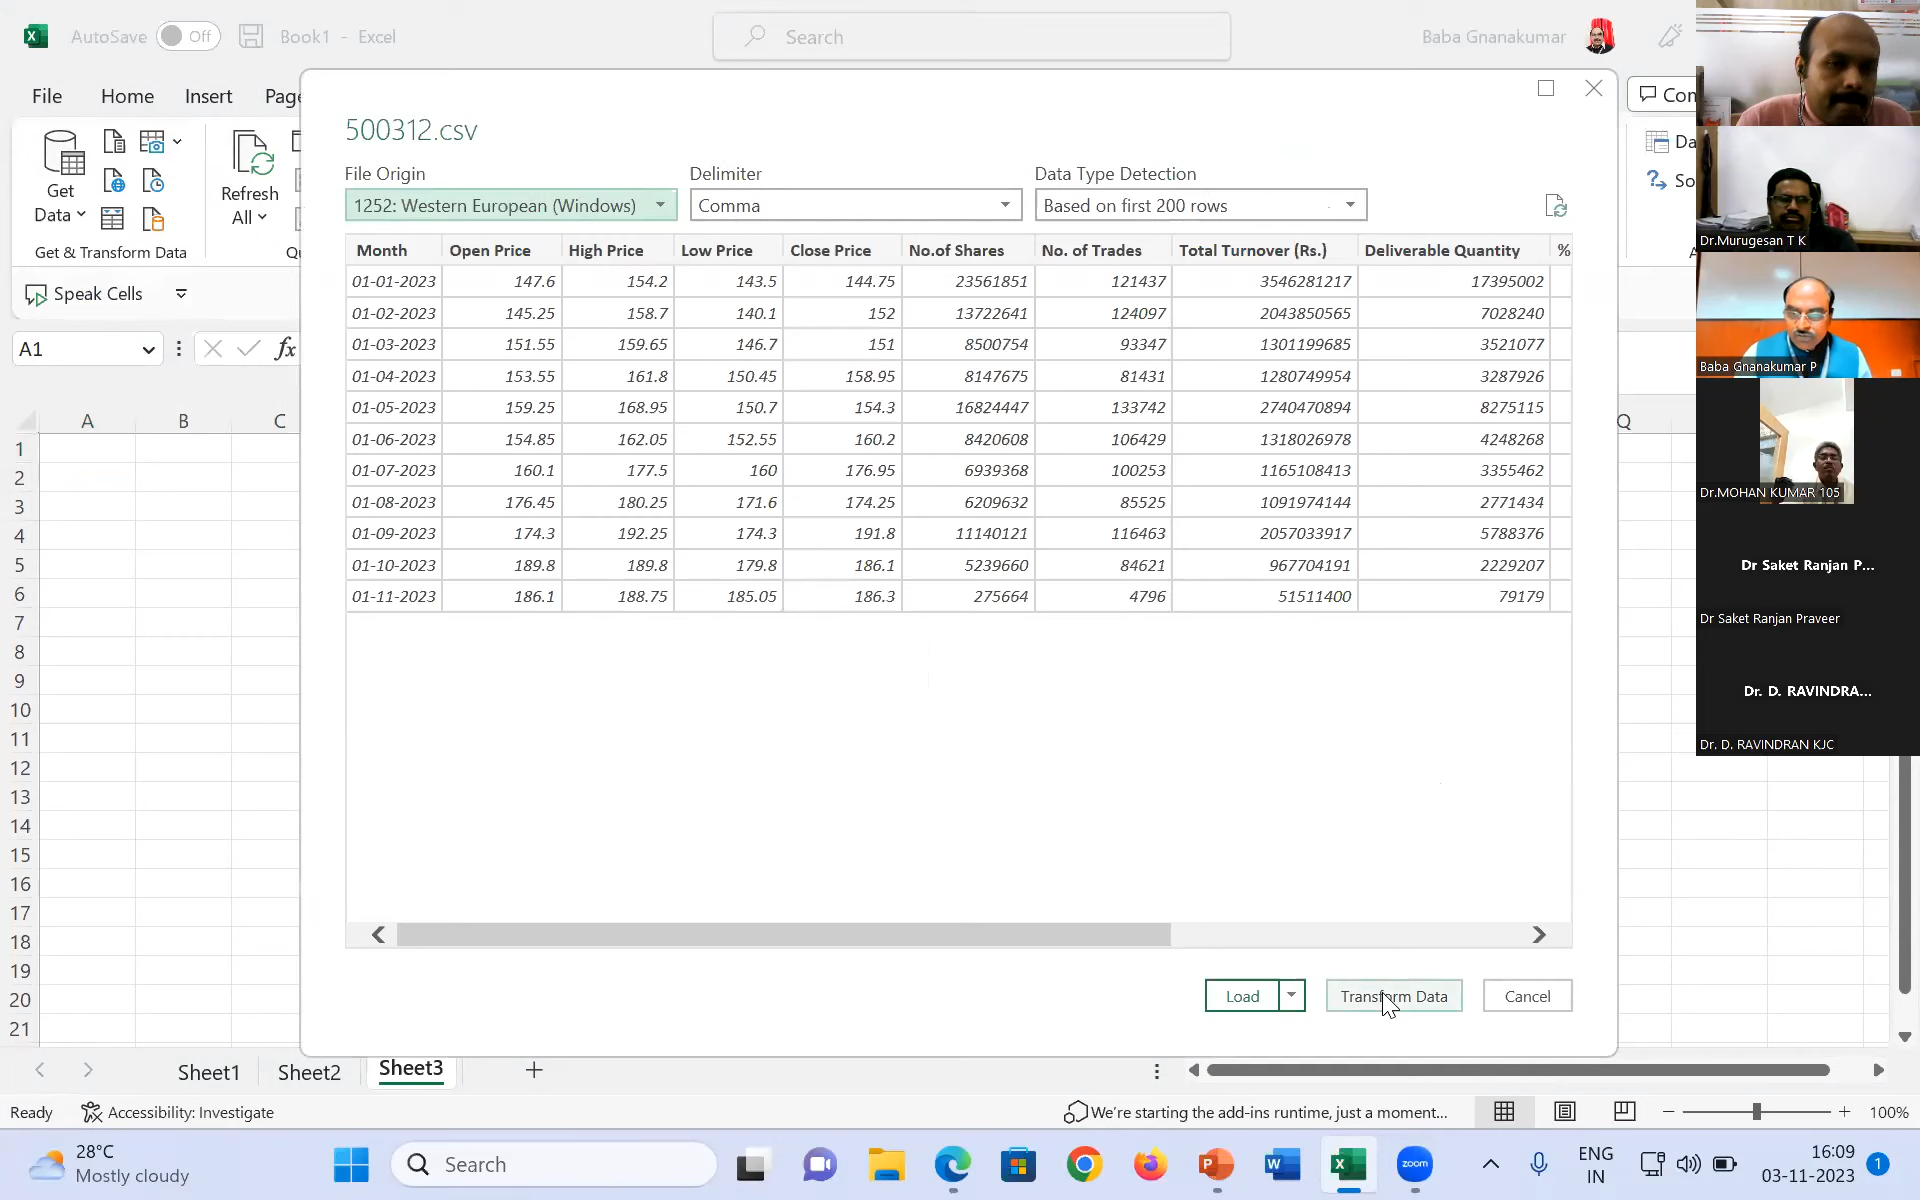 AutoSave Off Book1 - Excel Search Baba Gnanakumar
File Home Insert Pag Con
Get Data Refresh All Da So
Get & Transform Data Qu
Speak Cells
A1 fx
A B C Q
1
2
3
4
5
6
7
8
9
10
11
12
13
14
15
16
17
18
19
20
21
500312.csv
File Origin Delimiter Data Type Detection
1252: Western European (Windows) Comma Based on first 200 rows
Month Open Price High Price Low Price Close Price No.of Shares No. of Trades Total Turnover (Rs.) Deliverable Quantity %
01-01-2023 147.6 154.2 143.5 144.75 23561851 121437 3546281217 17395002
01-02-2023 145.25 158.7 140.1 152 13722641 124097 2043850565 7028240
01-03-2023 151.55 159.65 146.7 151 8500754 93347 1301199685 3521077
01-04-2023 153.55 161.8 150.45 158.95 8147675 81431 1280749954 3287926
01-05-2023 159.25 168.95 150.7 154.3 16824447 133742 2740470894 8275115
01-06-2023 154.85 162.05 152.55 160.2 8420608 106429 1318026978 4248268
01-07-2023 160.1 177.5 160 176.95 6939368 100253 1165108413 3355462
01-08-2023 176.45 180.25 171.6 174.25 6209632 85525 1091974144 2771434
01-09-2023 174.3 192.25 174.3 191.8 11140121 116463 2057033917 5788376
01-10-2023 189.8 189.8 179.8 186.1 5239660 84621 967704191 2229207
01-11-2023 186.1 188.75 185.05 186.3 275664 4796 51511400 79179
Load Transform Data Cancel
Dr.Murugesan T K
Baba Gnanakumar P
Dr.MOHAN KUMAR 105
Dr Saket Ranjan P...
Dr Saket Ranjan Praveer
Dr. D. RAVINDRA...
Dr. D. RAVINDRAN KJC
Sheet1 Sheet2 Sheet3
Ready Accessibility: Investigate We're starting the add-ins runtime, just a moment... 100%
28°C
Mostly cloudy
Search
zoom
ENG
IN
16:09
03-11-2023
1